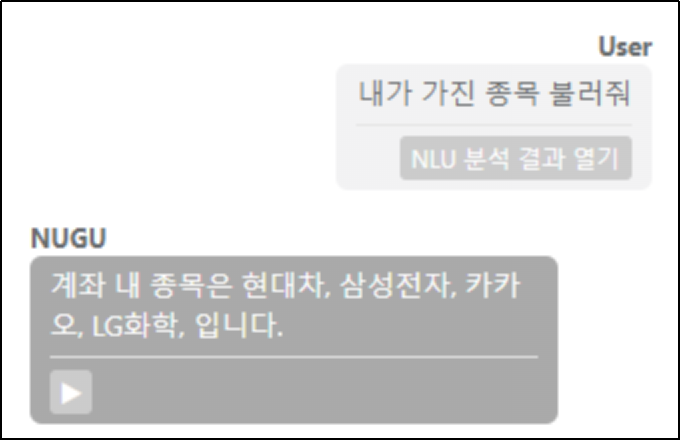 User
내가 가진 종목 불러줘
NLU 분석 결과 열기
NUGU
계좌 내 종목은 현대차, 삼성전자, 카카
오, LG화학, 입니다.